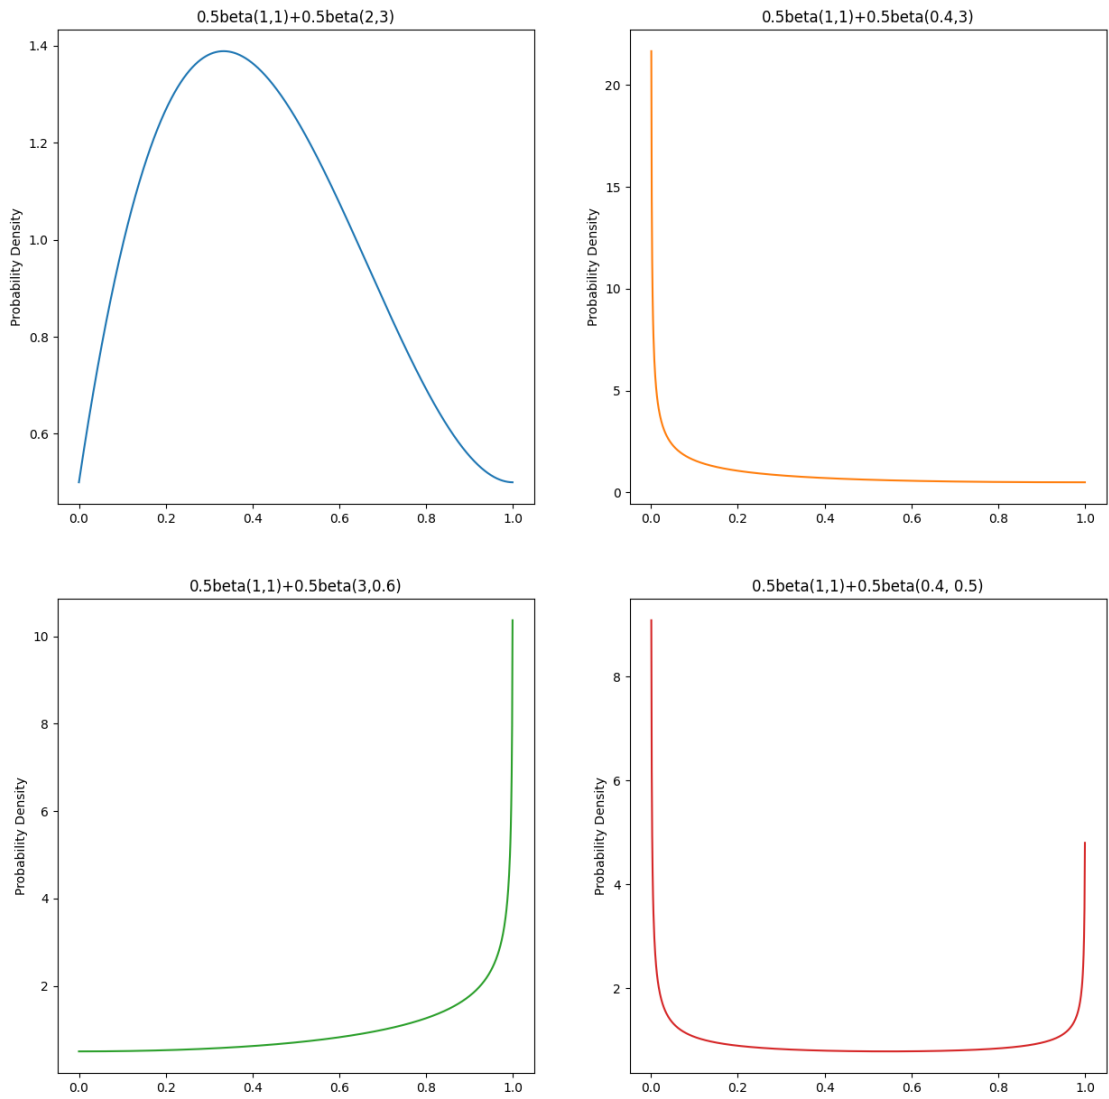 0.5beta(1,1)+0.5beta(2,3)
Probability Density
1.4
1.2
1.0
0.8
0.6
0.0 0.2 0.4 0.6 0.8 1.0
0.5beta(1,1)+0.5beta(0.4,3)
Probability Density
20
15
10
5
0
0.0 0.2 0.4 0.6 0.8 1.0
0.5beta(1,1)+0.5beta(3,0.6)
Probability Density
10
8
6
4
2
0.0 0.2 0.4 0.6 0.8 1.0
0.5beta(1,1)+0.5beta(0.4, 0.5)
Probability Density
8
6
4
2
0.0 0.2 0.4 0.6 0.8 1.0